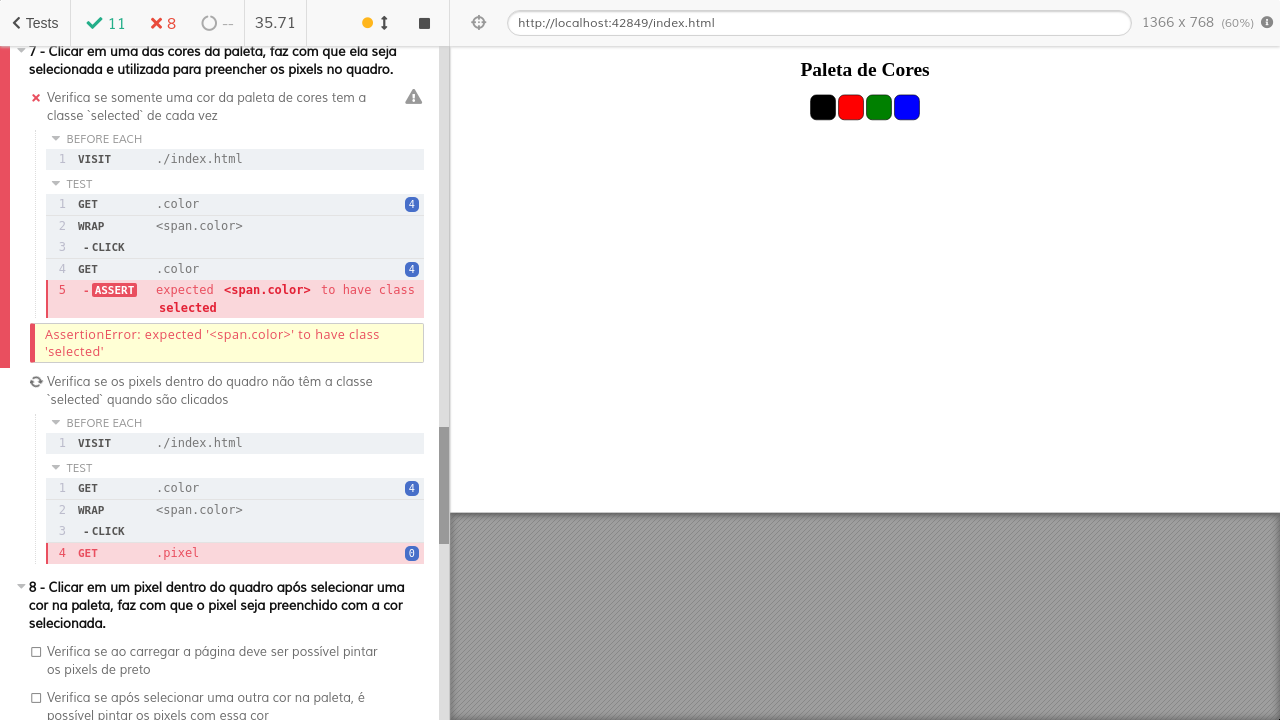 Tests
11
8
--
35.71
http://localhost:42849/index.html
1366 x 768 (60%)
7 - Clicar em uma das cores da paleta, faz com que ela seja
selecionada e utilizada para preencher os pixels no quadro.
Verifica se somente uma cor da paleta de cores tem a
classe `selected` de cada vez
BEFORE EACH
1 VISIT ./index.html
TEST
1 GET .color 4
2 WRAP <span.color>
3 -CLICK
4 GET .color 4
5 -ASSERT expected <span.color> to have class
selected
AssertionError: expected '<span.color>' to have class
'selected'
Verifica se os pixels dentro do quadro não têm a classe
`selected` quando são clicados
BEFORE EACH
1 VISIT ./index.html
TEST
1 GET .color 4
2 WRAP <span.color>
3 -CLICK
4 GET .pixel 0
8 - Clicar em um pixel dentro do quadro após selecionar uma
cor na paleta, faz com que o pixel seja preenchido com a cor
selecionada.
Verifica se ao carregar a página deve ser possível pintar
os pixels de preto
Verifica se após selecionar uma outra cor na paleta, é
possível pintar os pixels com essa cor
Paleta de Cores